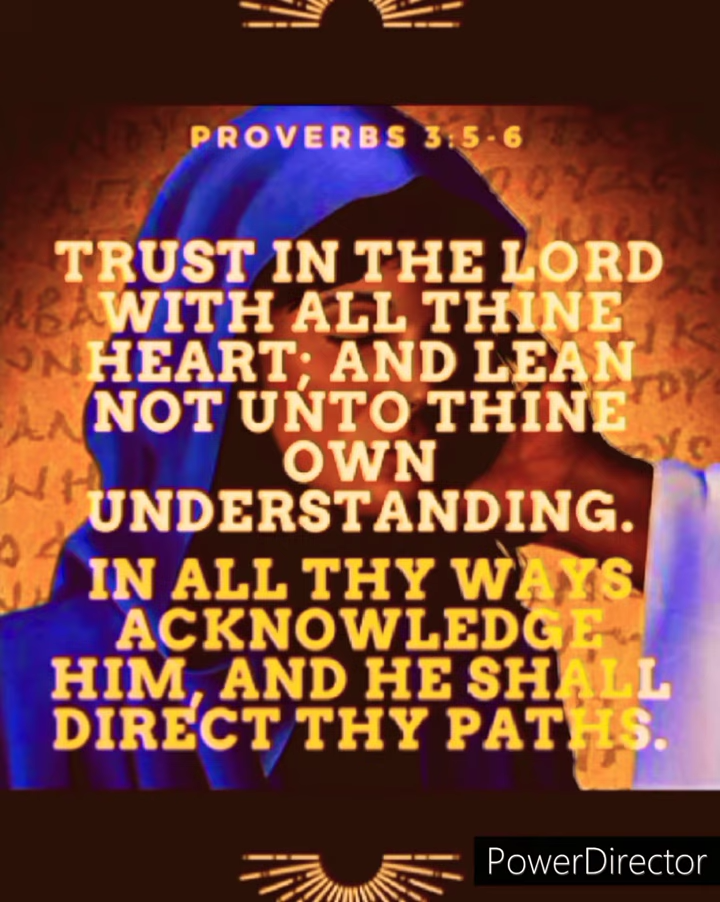 PROVERBS 3:5-6
TRUST IN THE LORD
WITH ALL THINE
HEART; AND LEAN
NOT UNTO THINE
OWN
UNDERSTANDING.
IN ALL THY WAYS
ACKNOWLEDGE
HIM, AND HE SHALL
DIRECT THY PATHS.
PowerDirector